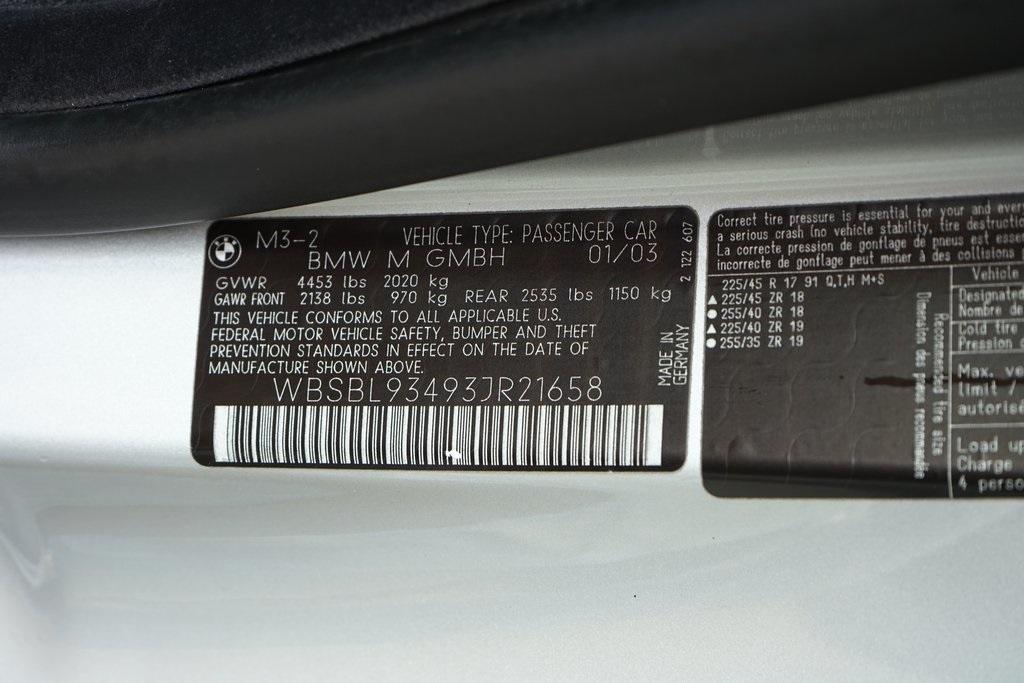 BMW
M3-2
VEHICLE TYPE: PASSENGER CAR
BMW M GMBH
01/03
GVWR 4453 lbs 2020 kg
GAWR FRONT 2138 lbs 970 kg REAR 2535 lbs 1150 kg
THIS VEHICLE CONFORMS TO ALL APPLICABLE U.S.
FEDERAL MOTOR VEHICLE SAFETY, BUMPER AND THEFT
PREVENTION STANDARDS IN EFFECT ON THE DATE OF
MANUFACTURE SHOWN ABOVE.
WBSBL93493JR21658
2 122 607
MADE IN
GERMANY
Correct tire pressure is essential for your and
a serious crash (no vehicle stability, tire
La correcte pression de gonflage de pneus est
incorrecte de gonflage peut mener à des collisions
225/45 R 17 91 Q,T,H M+S
▲ 225/45 ZR 18
● 255/40 ZR 18
▲ 225/40 ZR 19
● 255/35 ZR 19
Recommended tire size
Dimension des pneus recommandée
Vehicle
Designated
Nombre de
Cold tire
Pression
Max.
limit /
Load
Charge
4